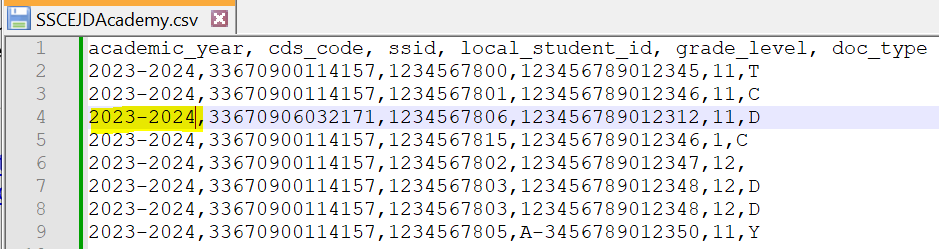 SSCEJDAcademy.csv
1 academic_year, cds_code, ssid, local_student_id, grade_level, doc_type
2 2023-2024,33670900114157,1234567800,123456789012345,11,T
3 2023-2024,33670900114157,1234567801,123456789012346,11,C
4 2023-2024,33670906032171,1234567806,123456789012312,11,D
5 2023-2024,33670900114157,1234567815,123456789012346,1,C
6 2023-2024,33670900114157,1234567802,123456789012347,12,
7 2023-2024,33670900114157,1234567803,123456789012348,12,D
8 2023-2024,33670900114157,1234567803,123456789012348,12,D
9 2023-2024,33670900114157,1234567805,A-3456789012350,11,Y